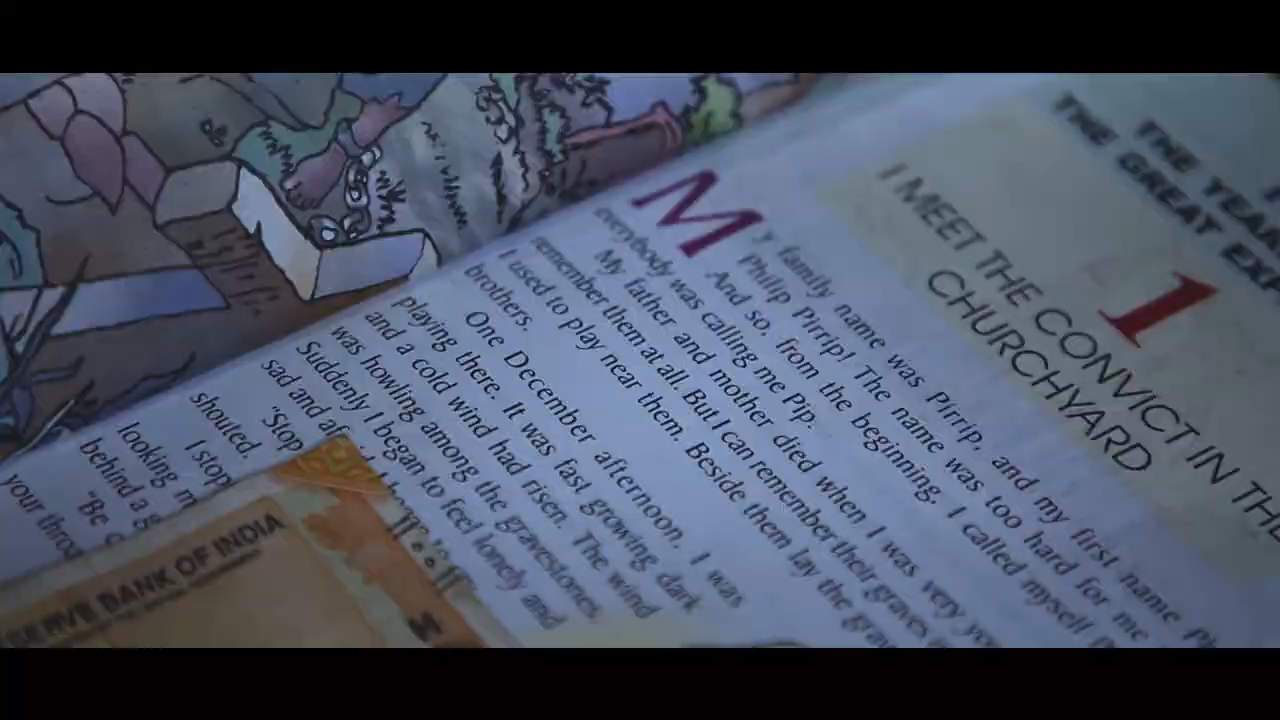 THE YEAR
THE GREAT EXP
1
I MEET THE CONVICT IN THE
CHURCHYARD
My family name was Pirrip, and my first name
Philip Pirrip! The name was too hard for me
And so, from the beginning, I called myself
everybody was calling me Pip.
My father and mother died when I was very
remember them at all. But I can remember their graves
I used to play near them. Beside them lay the
brothers.
One December afternoon, I was
playing there. It was fast growing dark
and a cold wind had risen. The wind
was howling among the gravestones.
Suddenly I began to feel lonely and
sad and
"Stop
shouted.
I stop
looking
behind a
"Be
your
BANK OF INDIA